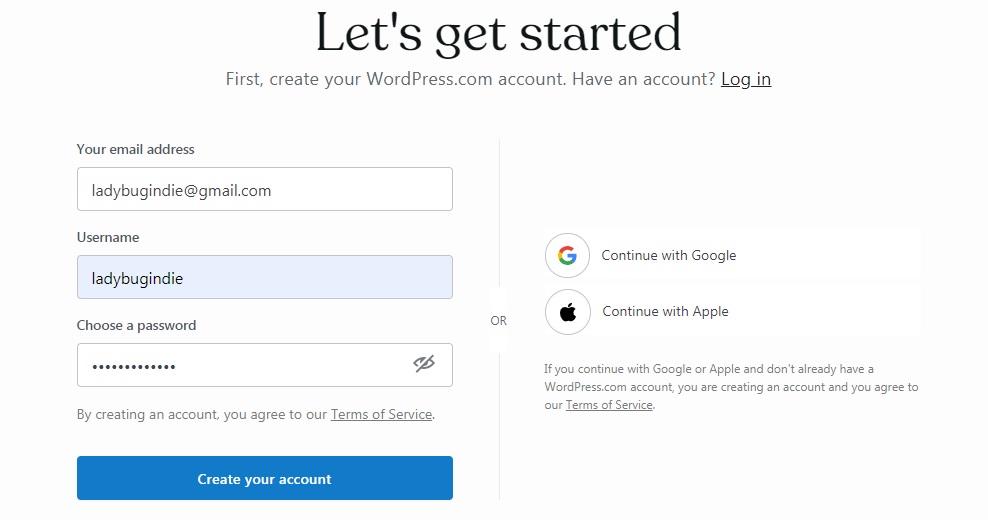 Let's get started
First, create your WordPress.com account. Have an account? Log in
Your email address
ladybugindie@gmail.com
Username
ladybugindie
Choose a password
•••••••••••••
By creating an account, you agree to our Terms of Service.
Create your account
OR
Continue with Google
Continue with Apple
If you continue with Google or Apple and don't already have a
WordPress.com account, you are creating an account and you agree to
our Terms of Service.